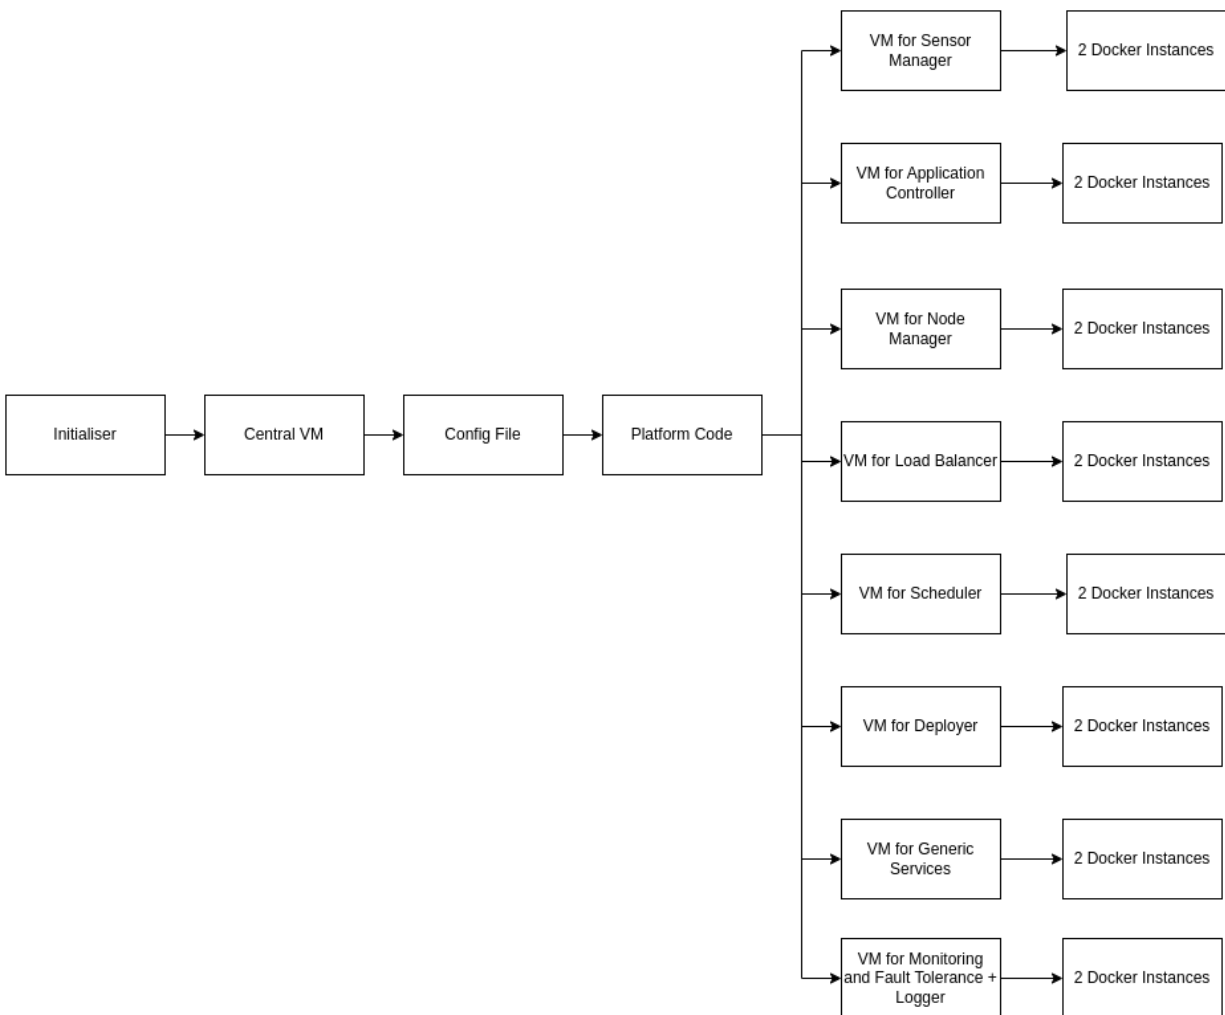 VM for Sensor
Manager
2 Docker Instances
VM for Application
Controller
2 Docker Instances
VM for Node
Manager
2 Docker Instances
Initialiser
Central VM
Config File
Platform Code
VM for Load Balancer
2 Docker Instances
VM for Scheduler
2 Docker Instances
VM for Deployer
2 Docker Instances
VM for Generic
Services
2 Docker Instances
VM for Monitoring
and Fault Tolerance +
Logger
2 Docker Instances